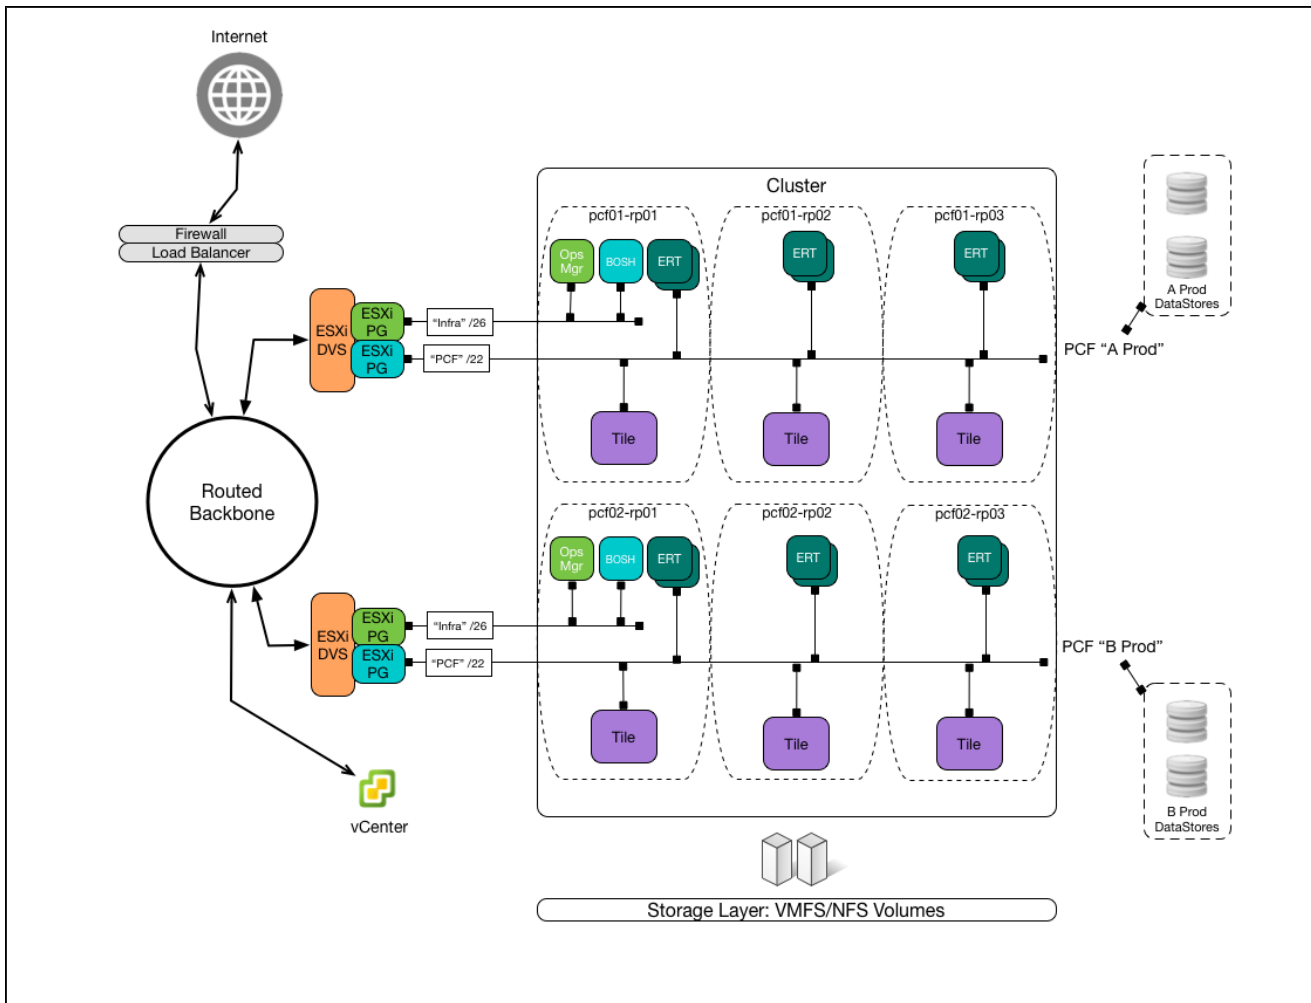 Internet
Firewall
Load Balancer
Cluster
pcf01-rp01
pcf01-rp02
pcf01-rp03
Ops
Mgr
BOSH
ERT
ERT
ERT
A Prod
DataStores
ESXi
DVS
ESXi
PG
ESXi
PG
“Infra” /26
“PCF” /22
PCF “A Prod”
Tile
Tile
Tile
Routed
Backbone
pcf02-rp01
pcf02-rp02
pcf02-rp03
Ops
Mgr
BOSH
ERT
ERT
ERT
ESXi
DVS
ESXi
PG
ESXi
PG
“Infra” /26
“PCF” /22
PCF “B Prod”
Tile
Tile
Tile
B Prod
DataStores
vCenter
Storage Layer: VMFS/NFS Volumes